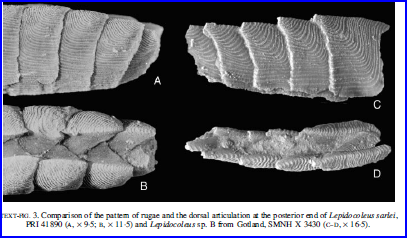 A
C
B
D
TEXT-FIG. 3. Comparison of the pattern of rugae and the dorsal articulation at the posterior end of Lepidocoleus sarlei,
PRI 41890 (A, × 9·5; B, × 11·5) and Lepidocoleus sp. B from Gotland, SMNH X 3430 (C–D, × 16·5).